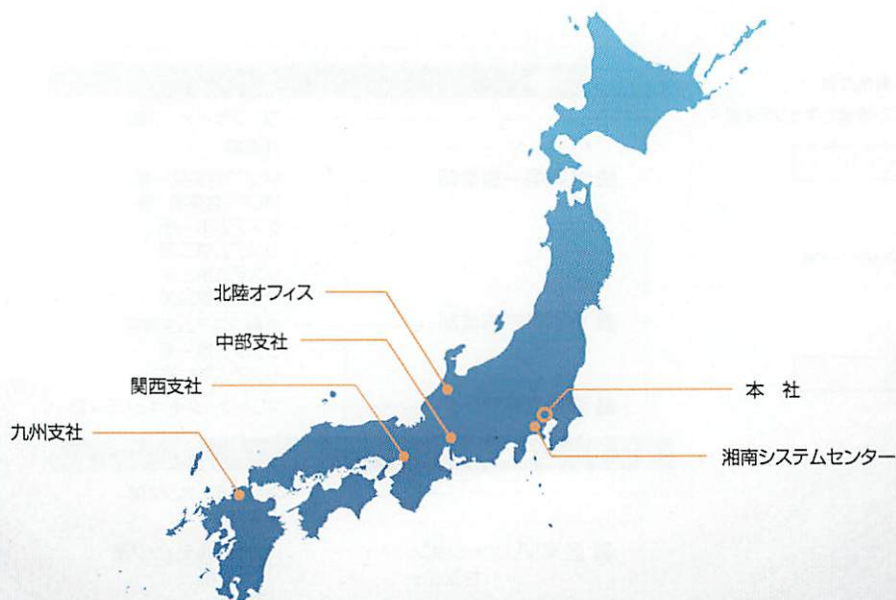 北陸オフィス
中部支社
関西支社
九州支社
本　社
湘南システムセンター